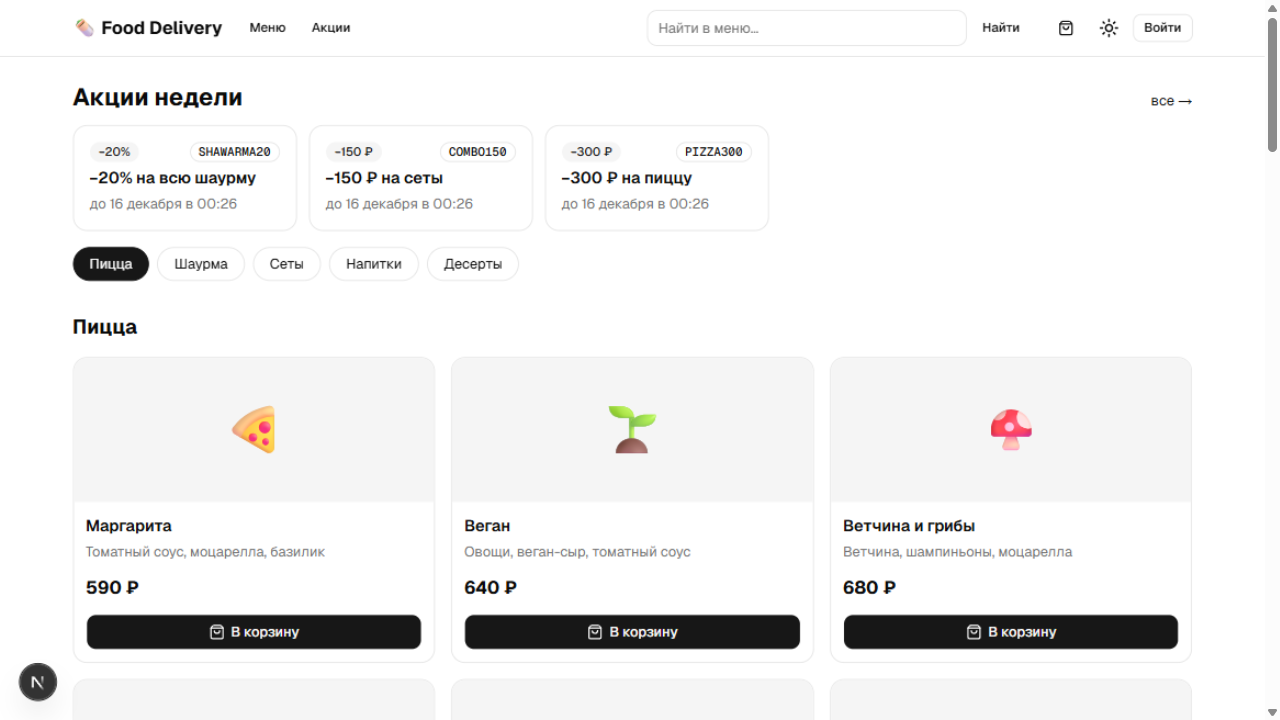 Food Delivery Меню Акции Найти в меню… Найти Войти
Акции недели все →
−20% SHAWARMA20
−20% на всю шаурму
до 16 декабря в 00:26
−150 ₽ COMBO150
−150 ₽ на сеты
до 16 декабря в 00:26
−300 ₽ PIZZA300
−300 ₽ на пиццу
до 16 декабря в 00:26
Пицца Шаурма Сеты Напитки Десерты
Пицца
Маргарита
Томатный соус, моцарелла, базилик
590 ₽
В корзину
Веган
Овощи, веган-сыр, томатный соус
640 ₽
В корзину
Ветчина и грибы
Ветчина, шампиньоны, моцарелла
680 ₽
В корзину
N